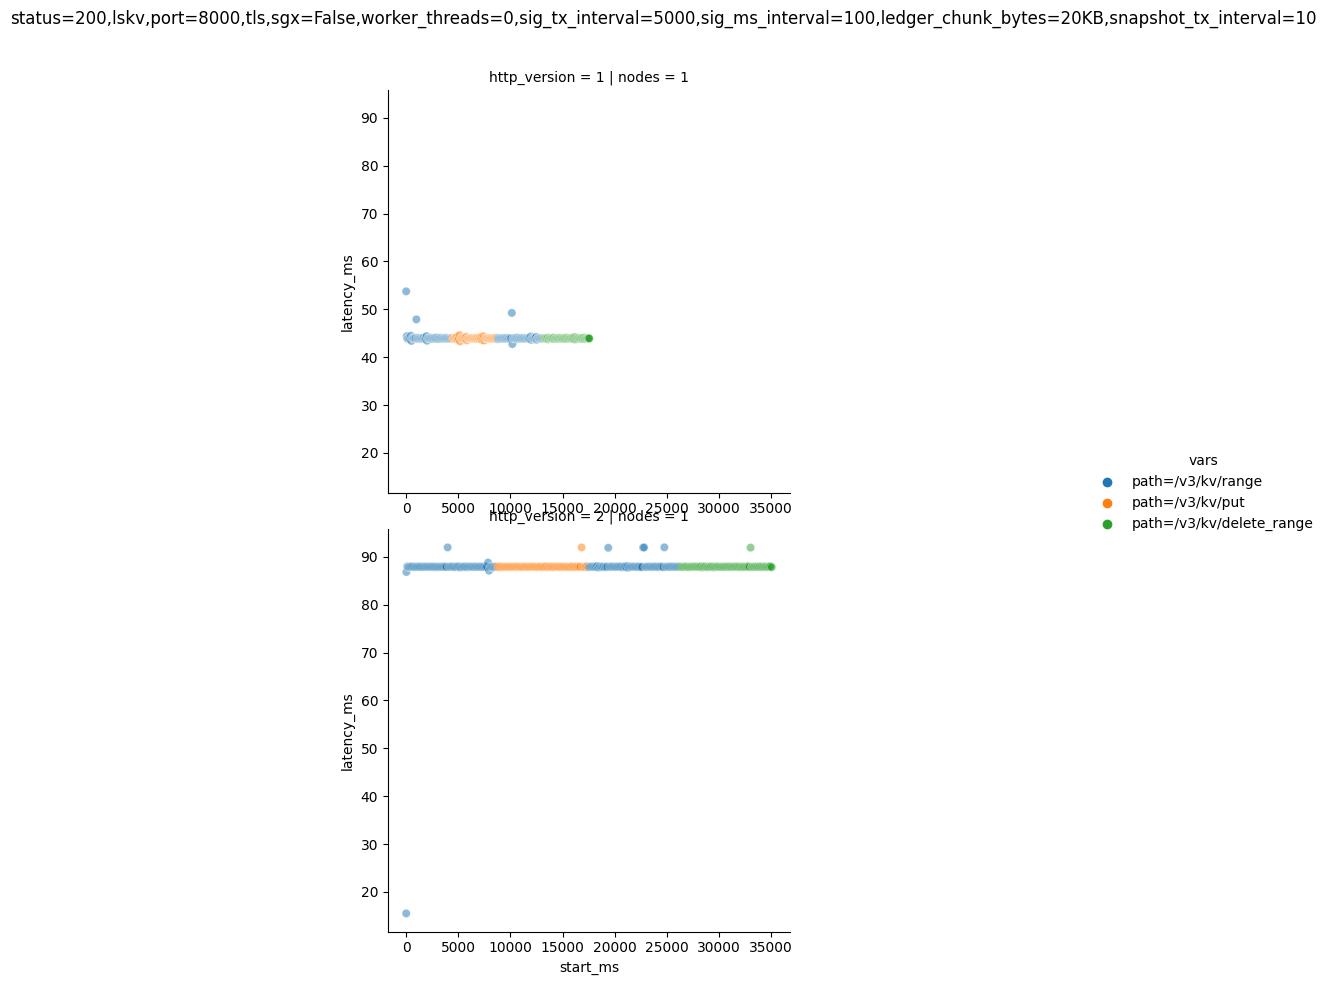 status=200,lskv,port=8000,tls,sgx=False,worker_threads=0,sig_tx_interval=5000,sig_ms_interval=100,ledger_chunk_bytes=20KB,snapshot_tx_interval=10
http_version = 1 | nodes = 1
90
80
70
60
50
40
30
20
latency_ms
0 5000 10000 15000 20000 25000 30000 35000
http_version = 2 | nodes = 1
90
80
70
60
50
40
30
20
latency_ms
0 5000 10000 15000 20000 25000 30000 35000
start_ms
vars
path=/v3/kv/range
path=/v3/kv/put
path=/v3/kv/delete_range